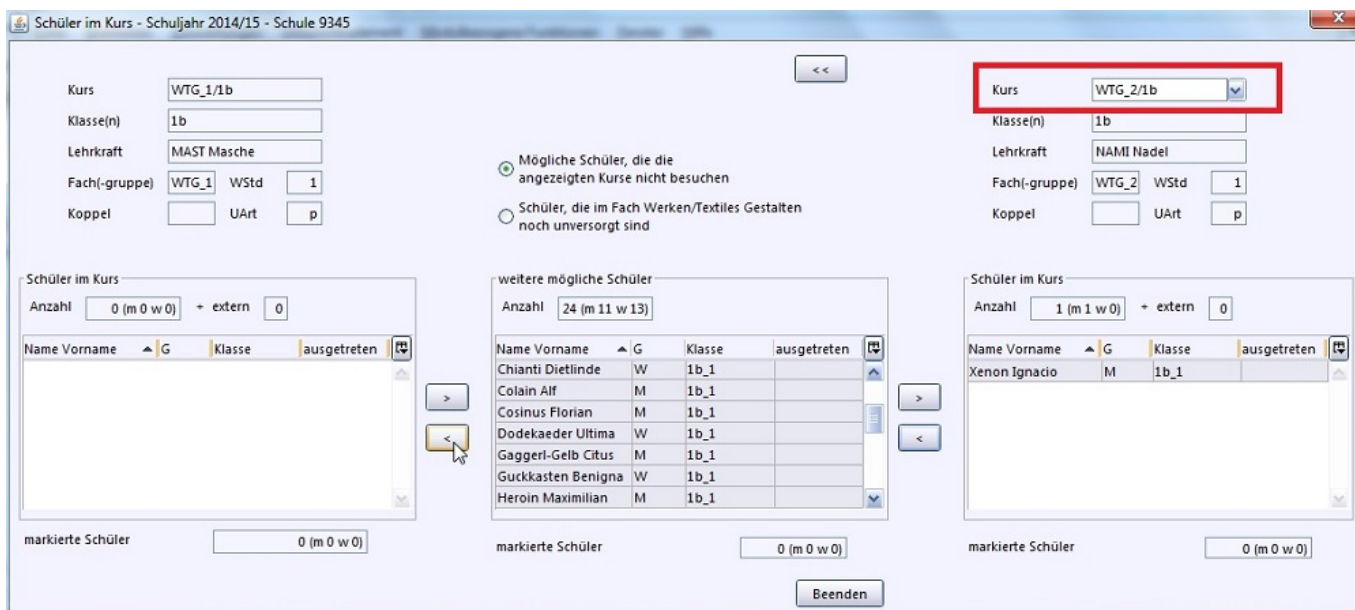 Schüler im Kurs - Schuljahr 2014/15 - Schule 9345
<<
Kurs WTG_1/1b
Klasse(n) 1b
Lehrkraft MAST Masche
Fach(-gruppe) WTG_1 WStd 1
Koppel UArt p
Mögliche Schüler, die die
angezeigten Kurse nicht besuchen
Schüler, die im Fach Werken/Textiles Gestalten
noch unversorgt sind
Kurs WTG_2/1b
Klasse(n) 1b
Lehrkraft NAMI Nadel
Fach(-gruppe) WTG_2 WStd 1
Koppel UArt p
Schüler im Kurs
Anzahl 0 (m 0 w 0) + extern 0
Name Vorname G Klasse ausgetreten
>
<
markierte Schüler 0 (m 0 w 0)
weitere mögliche Schüler
Anzahl 24 (m 11 w 13)
Name Vorname G Klasse ausgetreten
Chianti Dietlinde W 1b_1
Colain Alf M 1b_1
Cosinus Florian M 1b_1
Dodekaeder Ultima W 1b_1
Gaggerl-Gelb Citus M 1b_1
Guckkasten Benigna W 1b_1
Heroin Maximilian M 1b_1
markierte Schüler 0 (m 0 w 0)
>
<
Schüler im Kurs
Anzahl 1 (m 1 w 0) + extern 0
Name Vorname G Klasse ausgetreten
Xenon Ignacio M 1b_1
markierte Schüler 0 (m 0 w 0)
Beenden